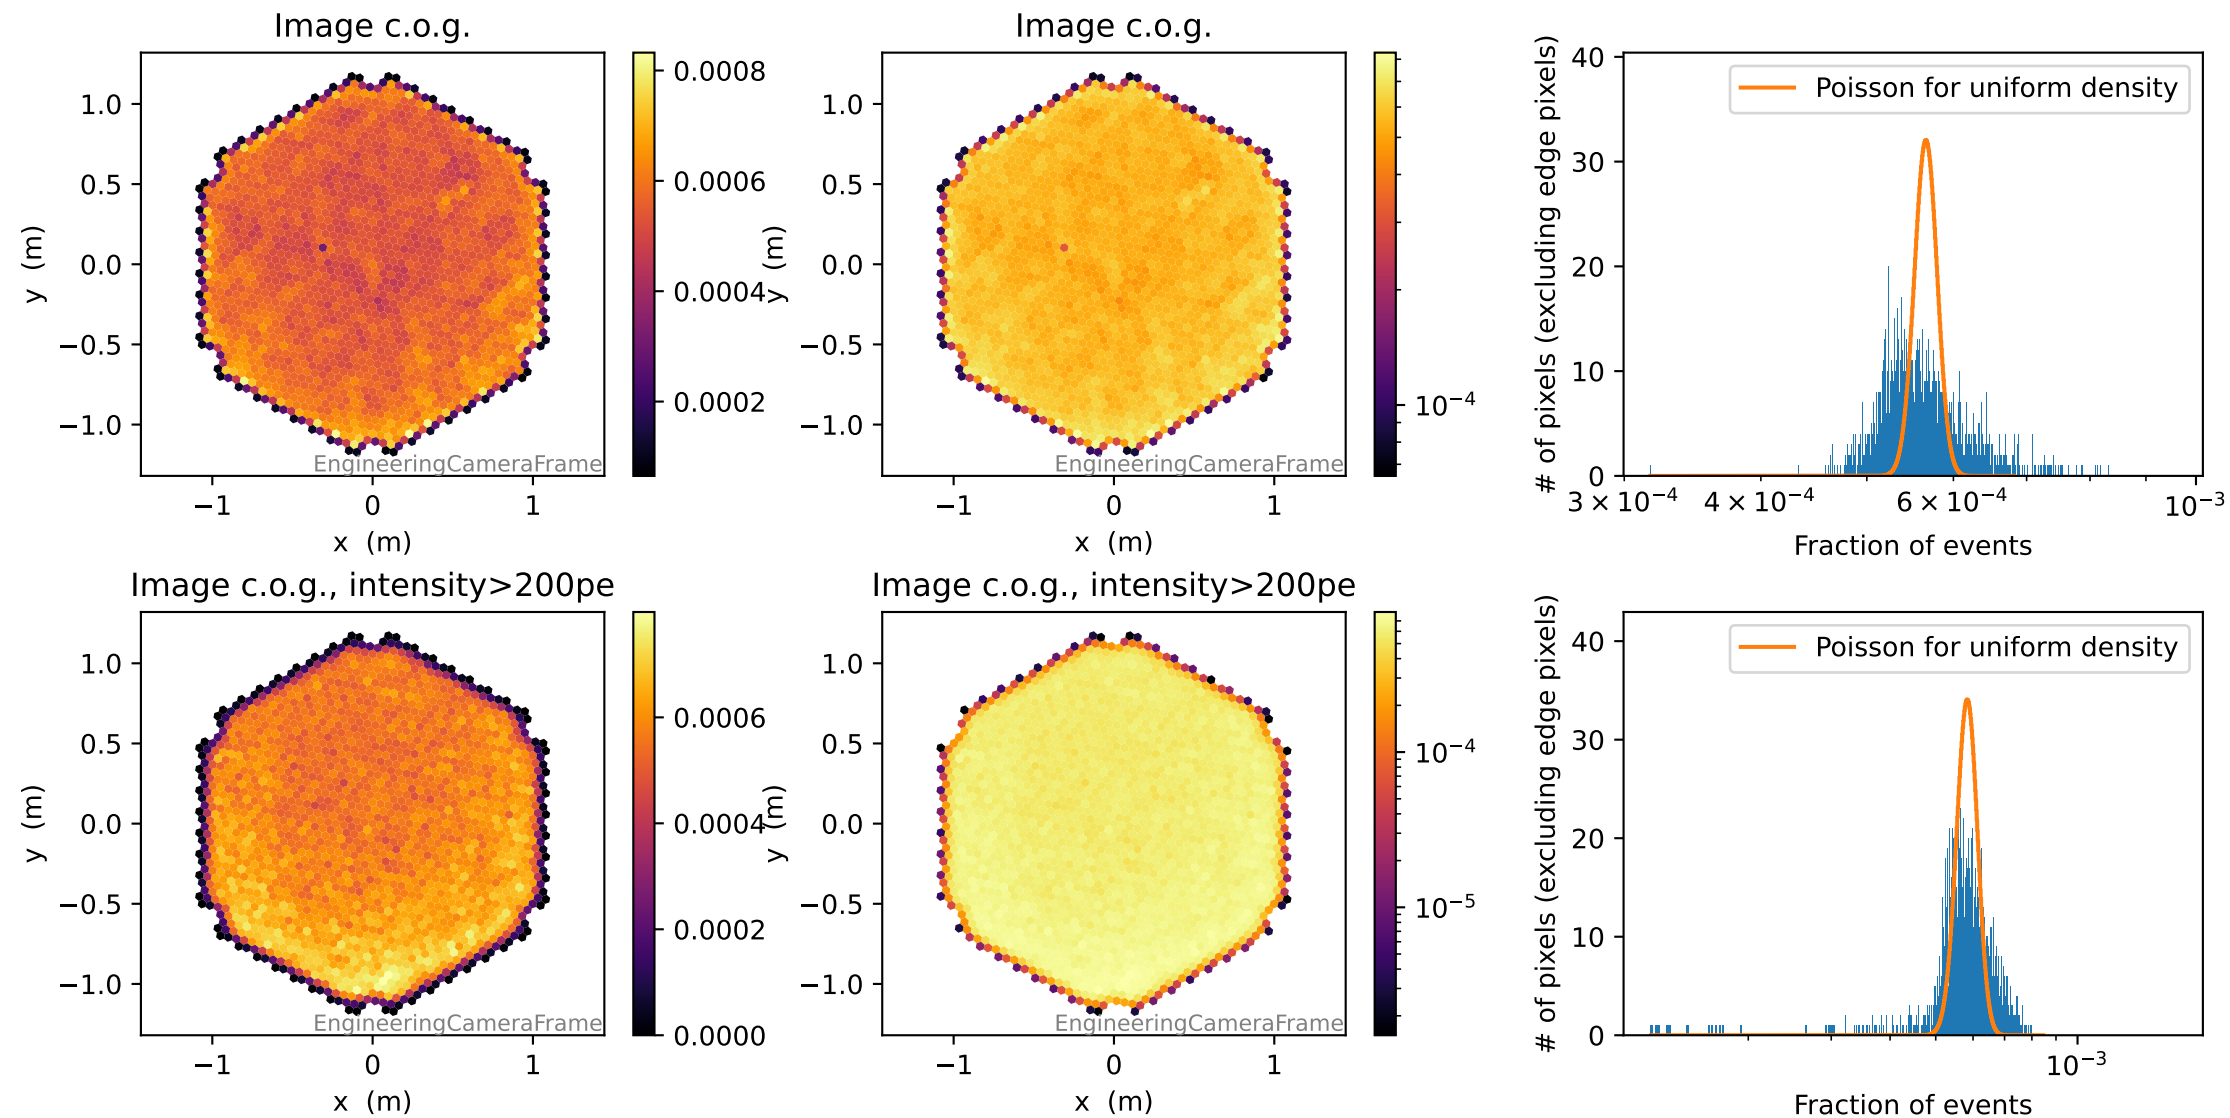 Image c.o.g.
1.0
0.5
0.0
−0.5
−1.0
y (m)
−1
0
1
x (m)
EngineeringCameraFrame
0.0008
0.0006
0.0004
0.0002
Image c.o.g.
1.0
0.5
0.0
−0.5
−1.0
y (m)
−1
0
1
x (m)
EngineeringCameraFrame
10⁻⁴
# of pixels (excluding edge pixels)
40
30
20
10
0
Poisson for uniform density
3 × 10⁻⁴
4 × 10⁻⁴
6 × 10⁻⁴
10⁻³
Fraction of events
Image c.o.g., intensity>200pe
1.0
0.5
0.0
−0.5
−1.0
y (m)
−1
0
1
x (m)
EngineeringCameraFrame
0.0006
0.0004
0.0002
0.0000
Image c.o.g., intensity>200pe
1.0
0.5
0.0
−0.5
−1.0
y (m)
−1
0
1
x (m)
EngineeringCameraFrame
10⁻⁴
10⁻⁵
# of pixels (excluding edge pixels)
40
30
20
10
0
Poisson for uniform density
10⁻³
Fraction of events